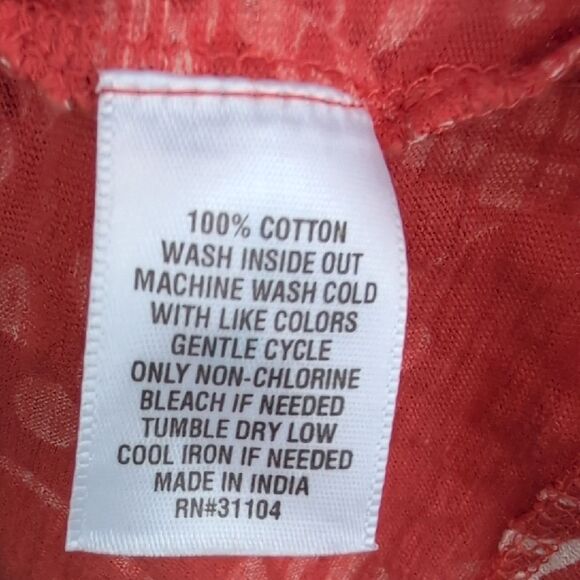 100% COTTON
WASH INSIDE OUT
MACHINE WASH COLD
WITH LIKE COLORS
GENTLE CYCLE
ONLY NON-CHLORINE
BLEACH IF NEEDED
TUMBLE DRY LOW
COOL IRON IF NEEDED
MADE IN INDIA
RN#31104